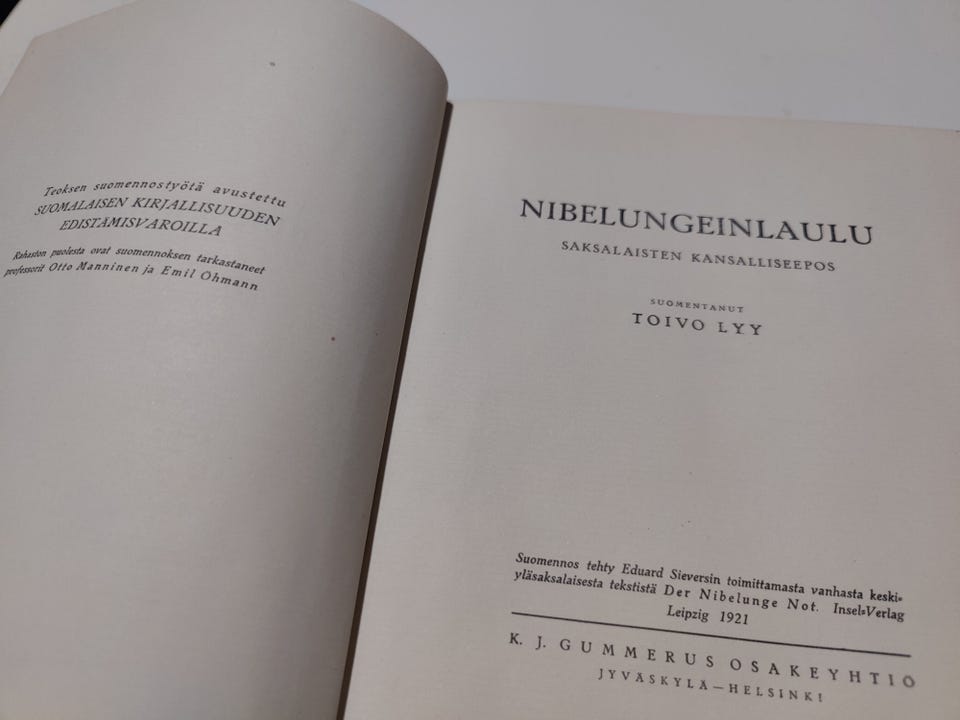 Teoksen suomennostyötä avustettu
SUOMALAISEN KIRJALLISUUDEN
EDISTÄMISVAROILLA
Rahaston puolesta ovat suomennoksen tarkastaneet
professorit Otto Manninen ja Emil Öhmann
NIBELUNGEINLAULU
SAKSALAISTEN KANSALLISEEPOS
SUOMENTANUT
TOIVO LYY
Suomennos tehty Eduard Sieversin toimittamasta vanhasta keski-
yläsaksalaisesta tekstistä Der Nibelunge Not. Insel-Verlag
Leipzig 1921
K. J. GUMMERUS OSAKEYHTIÖ
JYVÄSKYLÄ—HELSINKI